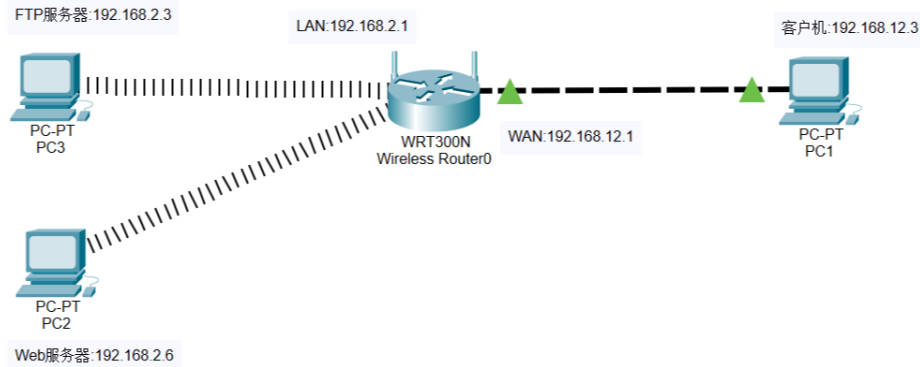 FTP服务器:192.168.2.3
LAN:192.168.2.1
客户机:192.168.12.3
PC-PT
PC3
WRT300N
Wireless Router0
WAN:192.168.12.1
PC-PT
PC1
PC-PT
PC2
Web服务器:192.168.2.6